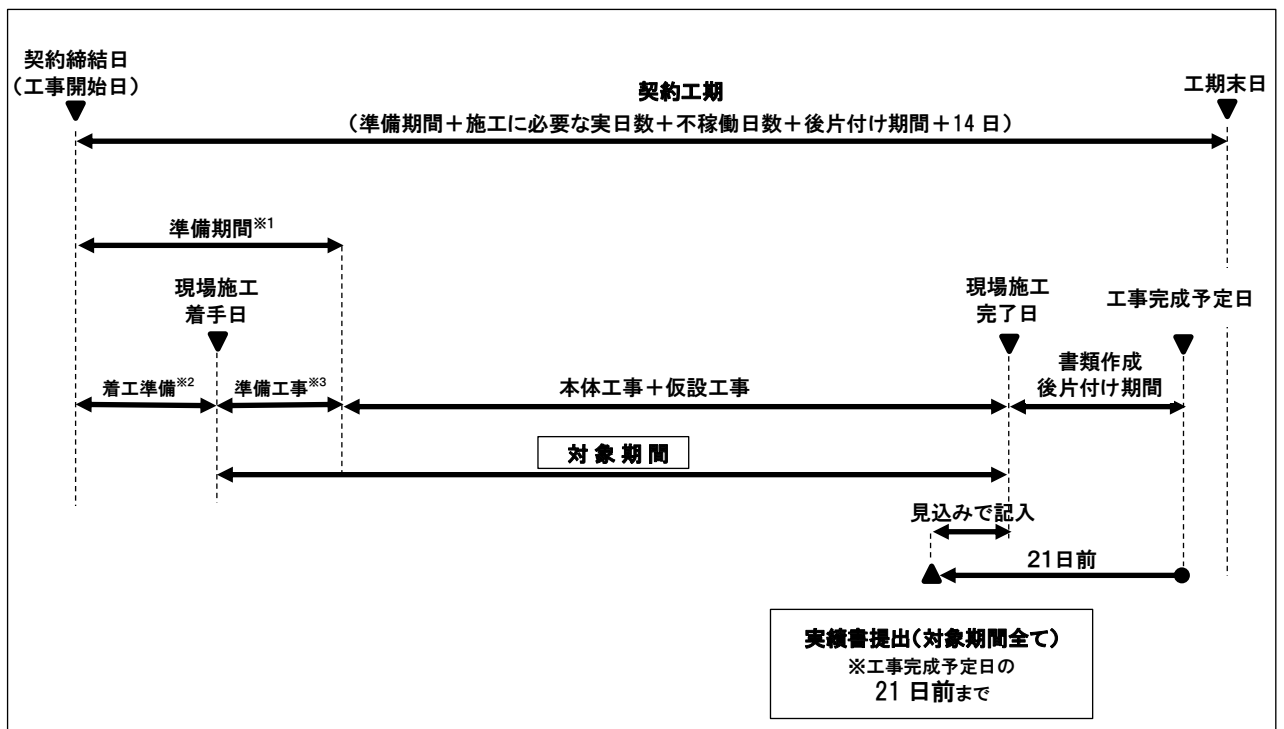 契約締結日
（工事開始日）
契約工期
工期末日
（準備期間＋施工に必要な実日数＋不稼働日数＋後片付け期間＋14 日）
準備期間※1
現場施工
着手日
現場施工
完了日
工事完成予定日
着工準備※2
準備工事※3
本体工事＋仮設工事
書類作成
後片付け期間
対 象 期 間
見込みで記入
21日前
実績書提出（対象期間全て）
※工事完成予定日の
21 日前まで